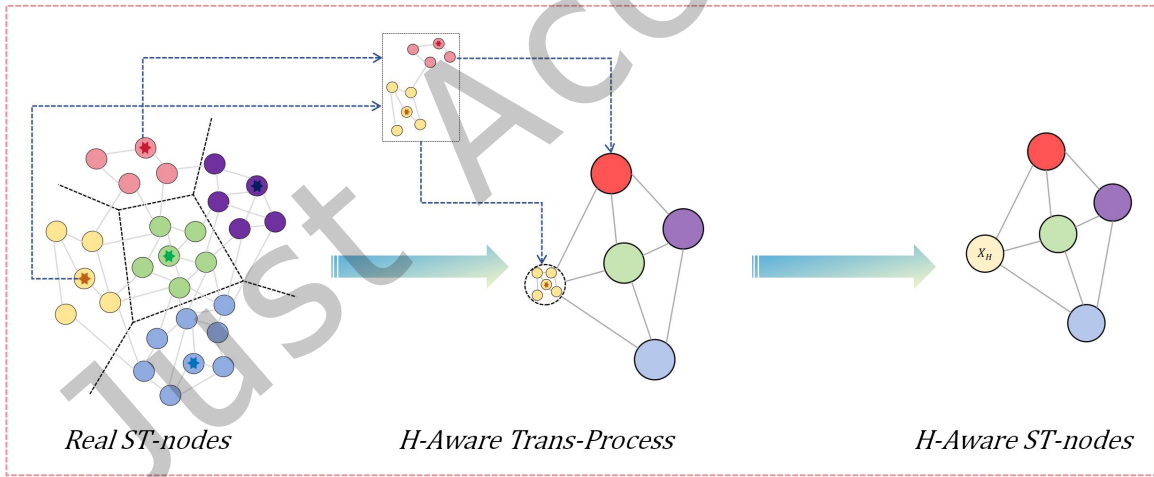 Just Acc
X_H
Real ST-nodes
H-Aware Trans-Process
H-Aware ST-nodes